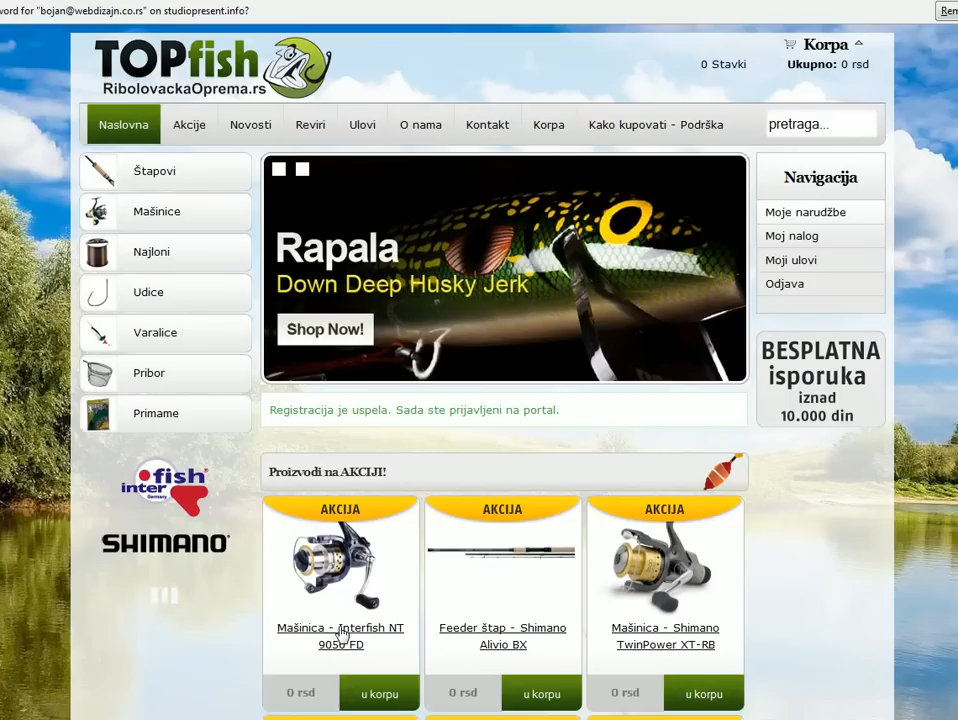 word for "bojan@webdizajn.co.rs" on studiopresent.info?
TOPfish
RibolovackaOprema.rs
Korpa
0 Stavki
Ukupno: 0 rsd
Naslovna
Akcije
Novosti
Reviri
Ulovi
O nama
Kontakt
Korpa
Kako kupovati - Podrška
pretraga...
Štapovi
Mašinice
Najloni
Udice
Varalice
Pribor
Primame
Rapala
Down Deep Husky Jerk
Shop Now!
Navigacija
Moje narudžbe
Moj nalog
Moji ulovi
Odjava
BESPLATNA
isporuka
iznad
10.000 din
Registracija je uspela. Sada ste prijavljeni na portal.
inter fish
Germany
SHIMANO
Proizvodi na AKCIJI!
AKCIJA
AKCIJA
AKCIJA
Mašinica - Interfish NT
9050 FD
Feeder štap - Shimano
Alivio BX
Mašinica - Shimano
TwinPower XT-RB
0 rsd
u korpu
0 rsd
u korpu
0 rsd
u korpu